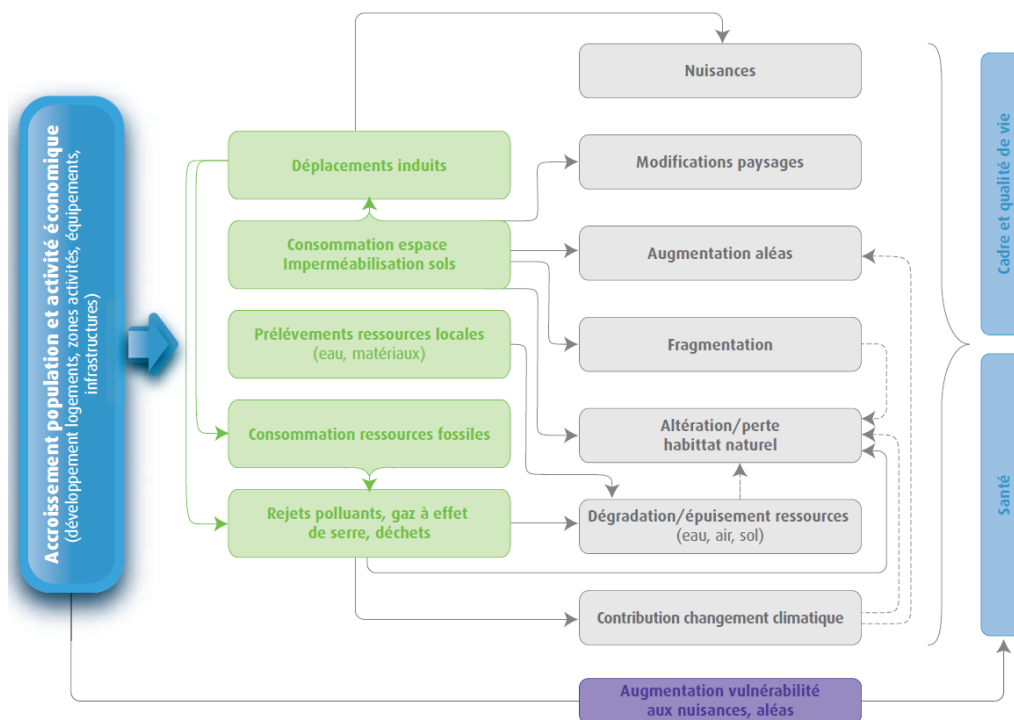 Accroissement population et activité économique
(développement logements, zones activités, équipements,
infrastructures)
Déplacements induits
Consommation espace
Imperméabilisation sols
Prélévements ressources locales
(eau, matériaux)
Consommation ressources fossiles
Rejets polluants, gaz à effet
de serre, déchets
Nuisances
Modifications paysages
Augmentation aléas
Fragmentation
Altération/perte
habittat naturel
Dégradation/épuisement ressources
(eau, air, sol)
Contribution changement climatique
Augmentation vulnérabilité
aux nuisances, aléas
Cadre et qualité de vie
Santé